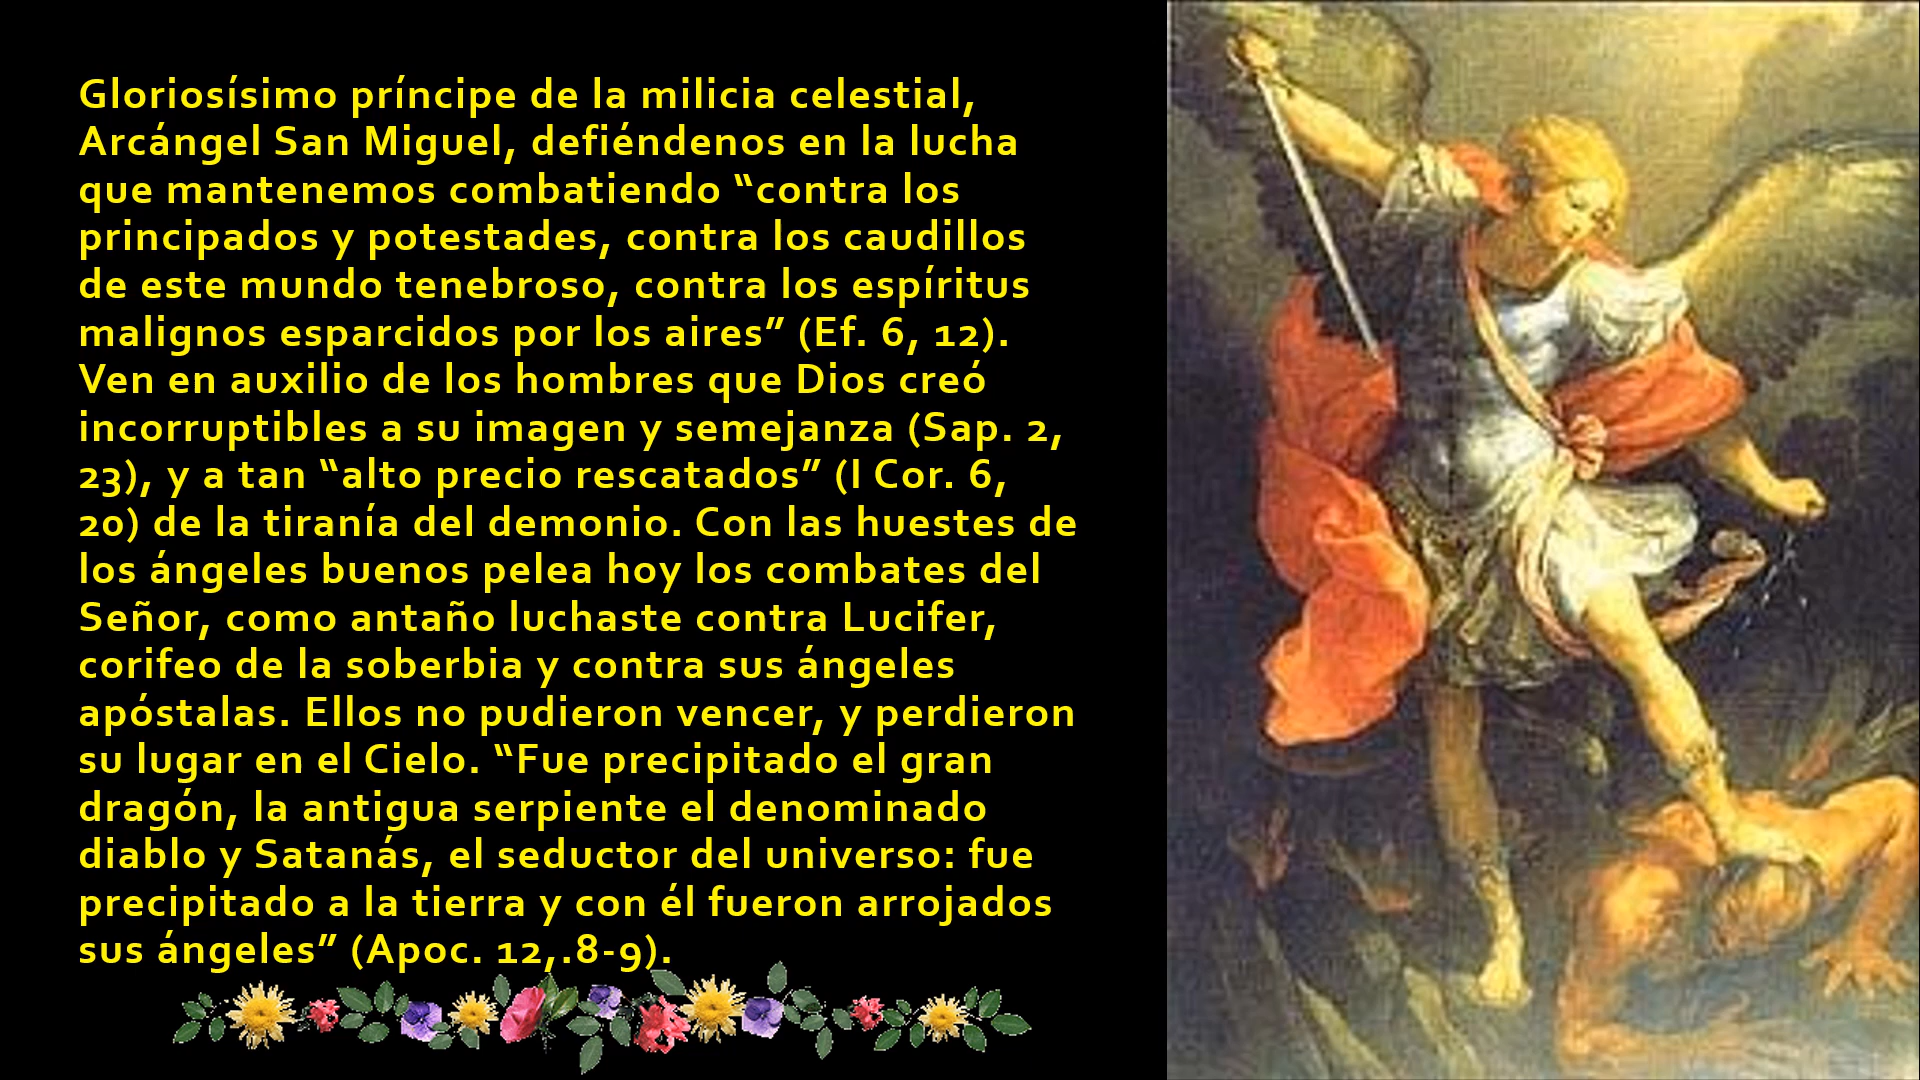 Gloriosísimo príncipe de la milicia celestial,
Arcángel San Miguel, defiéndenos en la lucha
que mantenemos combatiendo “contra los
principados y potestades, contra los caudillos
de este mundo tenebroso, contra los espíritus
malignos esparcidos por los aires” (Ef. 6, 12).
Ven en auxilio de los hombres que Dios creó
incorruptibles a su imagen y semejanza (Sap. 2,
23), y a tan “alto precio rescatados” (I Cor. 6,
20) de la tiranía del demonio. Con las huestes de
los ángeles buenos pelea hoy los combates del
Señor, como antaño luchaste contra Lucifer,
corifeo de la soberbia y contra sus ángeles
apóstalas. Ellos no pudieron vencer, y perdieron
su lugar en el Cielo. “Fue precipitado el gran
dragón, la antigua serpiente el denominado
diablo y Satanás, el seductor del universo: fue
precipitado a la tierra y con él fueron arrojados
sus ángeles” (Apoc. 12,.8-9).